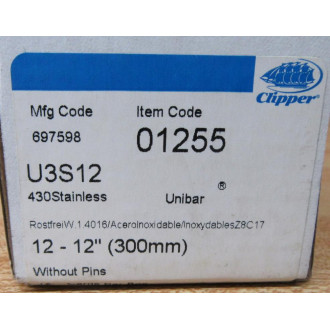 Clipper®
Mfg Code
Item Code
697598
01255
U3S12
430Stainless
Unibar ®
RostfreiW.1.4016/AceroInoxidable/InoxydablesZ8C17
12 - 12" (300mm)
Without Pins